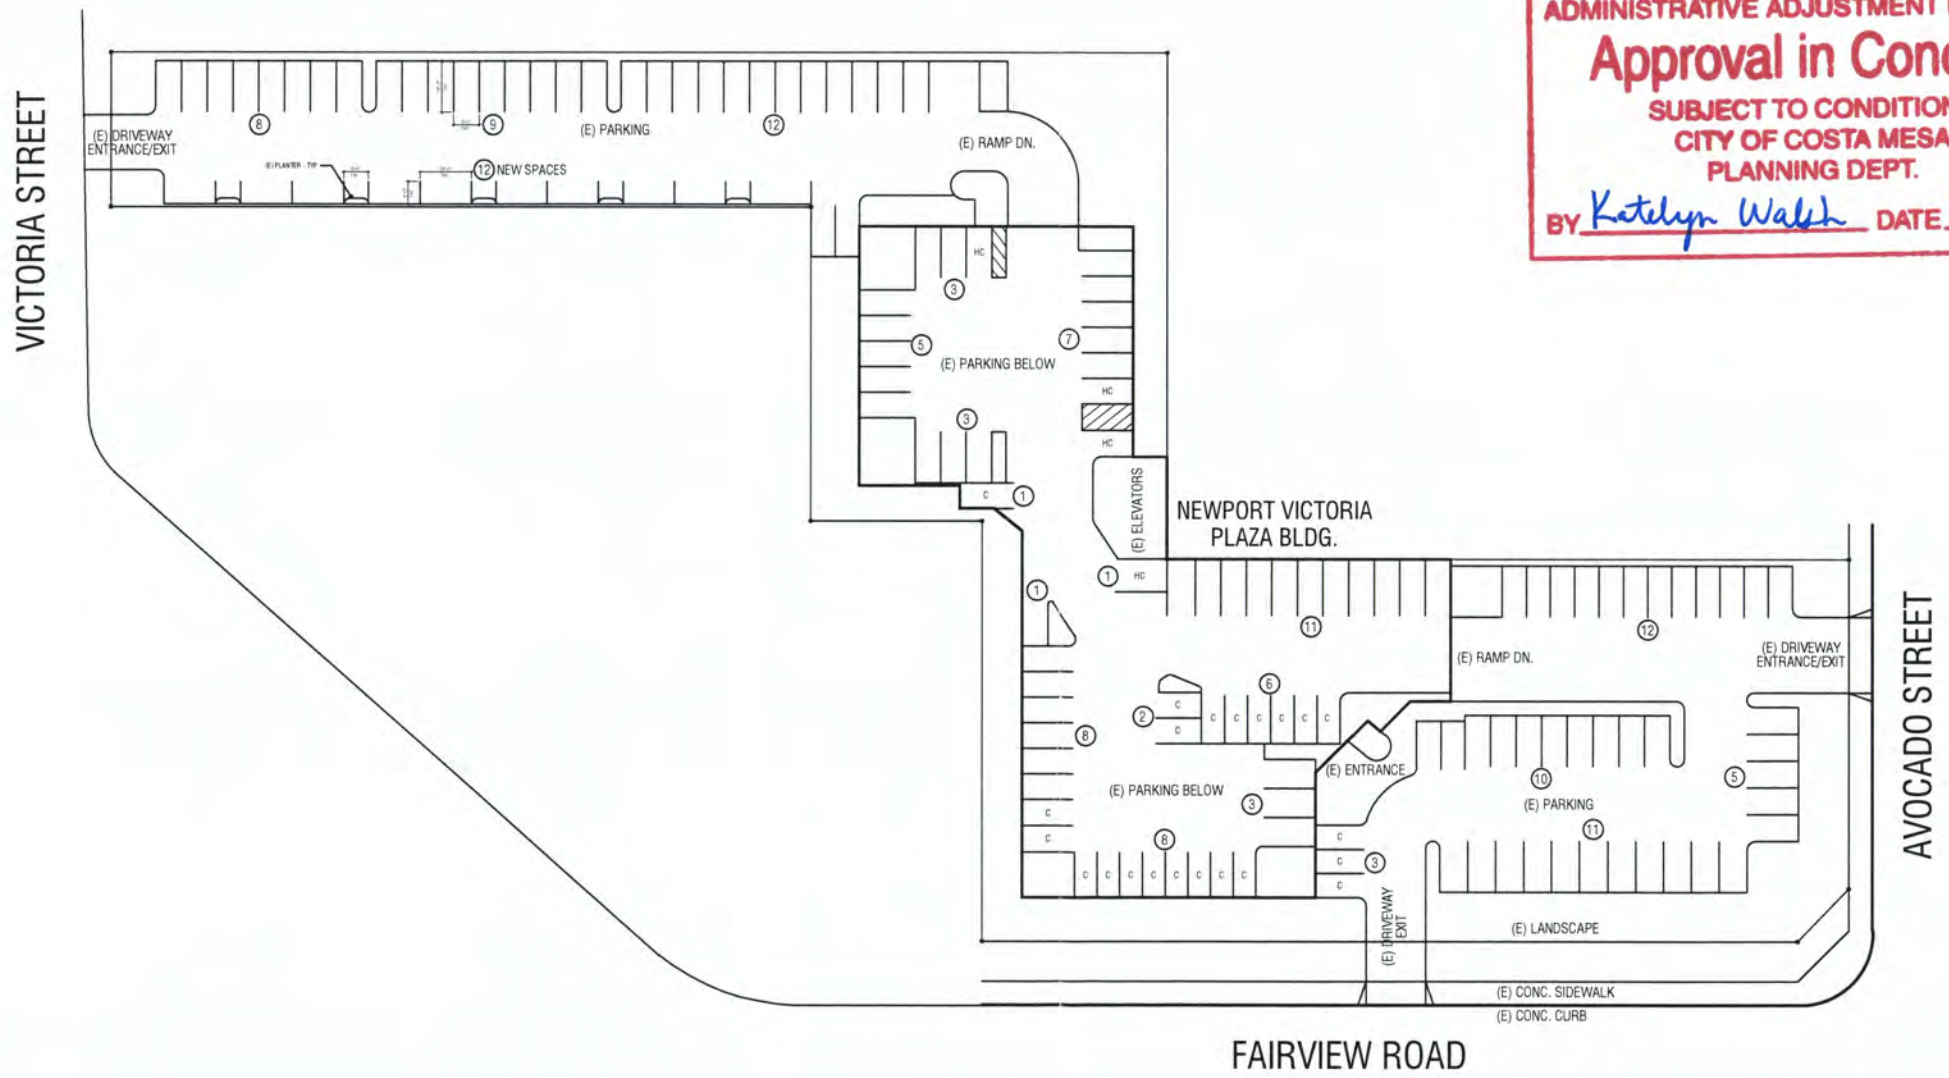 ADMINISTRATIVE ADJUSTMENT
Approval in
SUBJECT TO
CITY OF COSTA MESA
PLANNING DEPT.
BY Katelyn Walsh DATE
VICTORIA STREET
(E) DRIVEWAY
ENTRANCE/EXIT
8
9
(E) PARKING
12
(E) RAMP DN.
(E) PLANTER - TYP
12 NEW SPACES
HC
3
5
7
(E) PARKING BELOW
HC
3
HC
C
1
(E) ELEVATORS
NEWPORT VICTORIA
PLAZA BLDG.
1
1
HC
11
12
(E) RAMP DN.
(E) DRIVEWAY
ENTRANCE/EXIT
AVOCADO STREET
6
2
C
C
C C C C C C
8
(E) ENTRANCE
10
5
(E) PARKING BELOW
3
(E) PARKING
C
C
8
11
C
C
C
3
C C C C C C C C
(E) DRIVEWAY
EXIT
(E) LANDSCAPE
(E) CONC. SIDEWALK
(E) CONC. CURB
FAIRVIEW ROAD